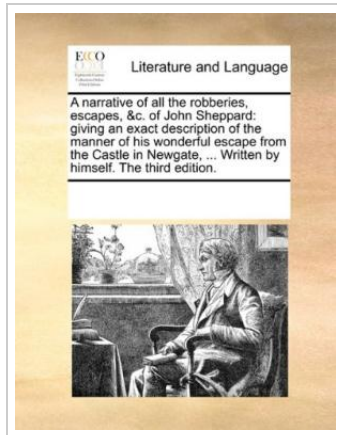 ECCO
Literature and Language
A narrative of all the robberies,
escapes, &c. of John Sheppard:
giving an exact description of the
manner of his wonderful escape from
the Castle in Newgate, ... Written by
himself. The third edition.